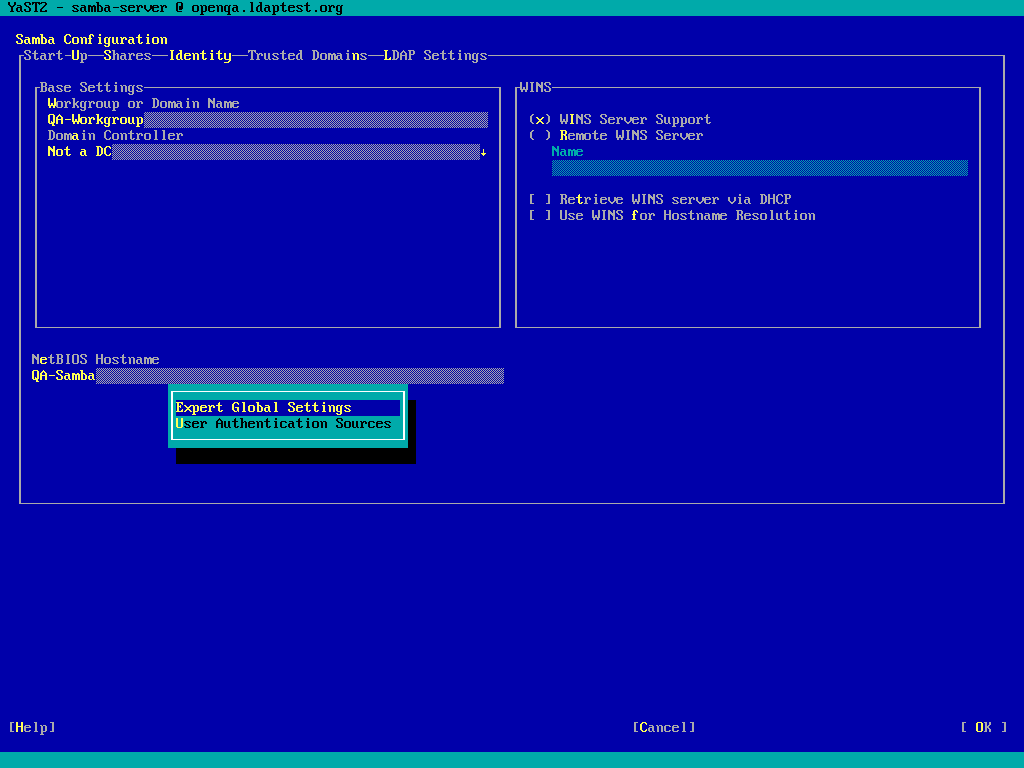 YaST2 - samba-server @ openqa.ldaptest.org
Samba Configuration
Start-Up Shares Identity Trusted Domains LDAP Settings
Base Settings
Workgroup or Domain Name
QA-Workgroup
Domain Controller
Not a DC ↓
WINS
(x) WINS Server Support
( ) Remote WINS Server
Name
[ ] Retrieve WINS server via DHCP
[ ] Use WINS for Hostname Resolution
NetBIOS Hostname
QA-Samba
Expert Global Settings
User Authentication Sources
[Help] [Cancel] [ OK ]